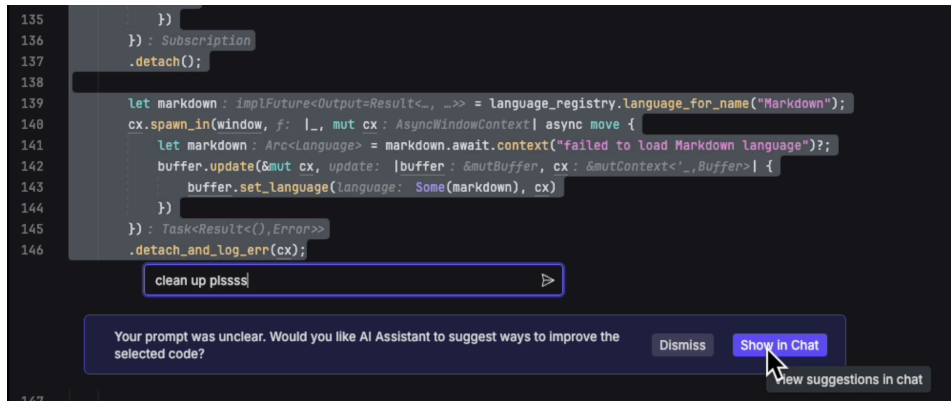 135 })
136 }) : Subscription
137 .detach();
138
139 let markdown : implFuture<Output=Result<…, …>> = language_registry.language_for_name("Markdown");
140 cx.spawn_in(window, f: |_, mut cx : AsyncWindowContext| async move {
141 let markdown : Arc<Language> = markdown.await.context("failed to load Markdown language")?;
142 buffer.update(&mut cx, update: |buffer : &mutBuffer, cx : &mutContext<'_,Buffer>| {
143 buffer.set_language(language: Some(markdown), cx)
144 })
145 }) : Task<Result<(),Error>>
146 .detach_and_log_err(cx);
clean up plssss
Your prompt was unclear. Would you like AI Assistant to suggest ways to improve the
selected code?
Dismiss
Show in Chat
View suggestions in chat
147